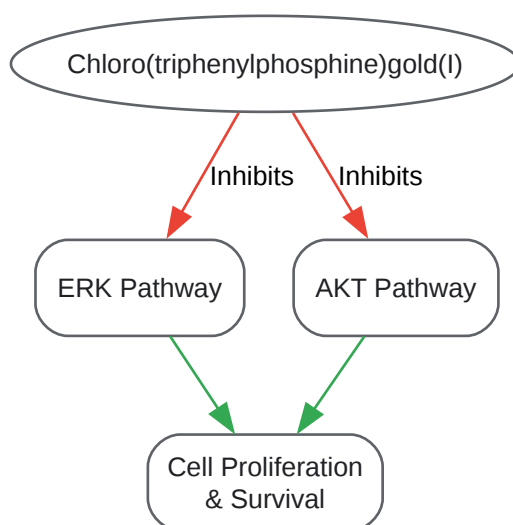 Chloro(triphenylphosphine)gold(I)
Inhibits
Inhibits
ERK Pathway
AKT Pathway
Cell Proliferation
& Survival